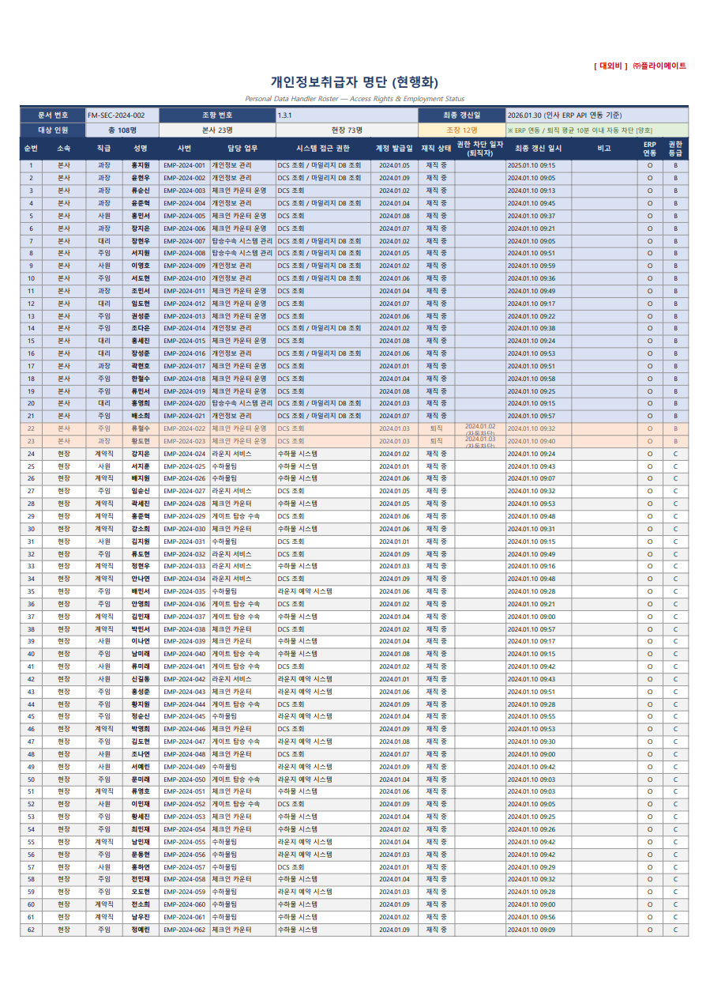 [ 대외비 ] ㈜플라이메이트
개인정보취급자 명단 (현행화)
Personal Data Handler Roster — Access Rights & Employment Status
문서 번호 FM-SEC-2024-002 조항 번호 1.3.1 최종 갱신일 2026.01.30 (인사 ERP API 연동 기준)
대상 인원 총 108명 본사 23명 현장 73명 조장 12명 ※ ERP 연동 / 퇴직 평균 10분 이내 자동 차단 [양호]
순번 소속 직급 성명 사번 담당 업무 시스템 접근 권한 계정 발급일 재직 상태 권한 차단 일자 (퇴직자) 최종 갱신 일시 비고 ERP 연동 권한 등급
1 본사 과장 홍지원 EMP-2024-001 개인정보 관리 DCS 조회 / 마일리지 DB 조회 2024.01.05 재직 중 2025.01.10 09:15 O B
2 본사 과장 윤현우 EMP-2024-002 개인정보 관리 DCS 조회 / 마일리지 DB 조회 2024.01.09 재직 중 2024.01.10 09:05 O B
3 본사 과장 류순신 EMP-2024-003 체크인 카운터 운영 DCS 조회 2024.01.02 재직 중 2024.01.10 09:13 O B
4 본사 과장 윤준혁 EMP-2024-004 개인정보 관리 DCS 조회 / 마일리지 DB 조회 2024.01.04 재직 중 2024.01.10 09:45 O B
5 본사 사원 홍민서 EMP-2024-005 체크인 카운터 운영 DCS 조회 2024.01.08 재직 중 2024.01.10 09:37 O B
6 본사 과장 장지은 EMP-2024-006 체크인 카운터 운영 DCS 조회 2024.01.07 재직 중 2024.01.10 09:21 O B
7 본사 대리 장현우 EMP-2024-007 탑승수속 시스템 관리 DCS 조회 / 마일리지 DB 조회 2024.01.02 재직 중 2024.01.10 09:05 O B
8 본사 주임 서지원 EMP-2024-008 탑승수속 시스템 관리 DCS 조회 / 마일리지 DB 조회 2024.01.05 재직 중 2024.01.10 09:51 O B
9 본사 사원 이영호 EMP-2024-009 개인정보 관리 DCS 조회 / 마일리지 DB 조회 2024.01.02 재직 중 2024.01.10 09:59 O B
10 본사 주임 서도현 EMP-2024-010 개인정보 관리 DCS 조회 / 마일리지 DB 조회 2024.01.06 재직 중 2024.01.10 09:36 O B
11 본사 과장 조민서 EMP-2024-011 체크인 카운터 운영 DCS 조회 2024.01.04 재직 중 2024.01.10 09:49 O B
12 본사 대리 임도현 EMP-2024-012 체크인 카운터 운영 DCS 조회 2024.01.07 재직 중 2024.01.10 09:17 O B
13 본사 주임 권성준 EMP-2024-013 체크인 카운터 운영 DCS 조회 2024.01.06 재직 중 2024.01.10 09:22 O B
14 본사 주임 조다은 EMP-2024-014 개인정보 관리 DCS 조회 / 마일리지 DB 조회 2024.01.02 재직 중 2024.01.10 09:38 O B
15 본사 대리 홍세진 EMP-2024-015 체크인 카운터 운영 DCS 조회 2024.01.08 재직 중 2024.01.10 09:24 O B
16 본사 대리 장성준 EMP-2024-016 개인정보 관리 DCS 조회 / 마일리지 DB 조회 2024.01.06 재직 중 2024.01.10 09:53 O B
17 본사 과장 곽현호 EMP-2024-017 체크인 카운터 운영 DCS 조회 2024.01.01 재직 중 2024.01.10 09:51 O B
18 본사 주임 한철수 EMP-2024-018 체크인 카운터 운영 DCS 조회 2024.01.04 재직 중 2024.01.10 09:58 O B
19 본사 주임 류민서 EMP-2024-019 체크인 카운터 운영 DCS 조회 2024.01.08 재직 중 2024.01.10 09:25 O B
20 본사 대리 홍영희 EMP-2024-020 탑승수속 시스템 관리 DCS 조회 / 마일리지 DB 조회 2024.01.03 재직 중 2024.01.10 09:15 O B
21 본사 주임 배소희 EMP-2024-021 개인정보 관리 DCS 조회 / 마일리지 DB 조회 2024.01.07 재직 중 2024.01.10 09:57 O B
22 본사 주임 류철수 EMP-2024-022 체크인 카운터 운영 DCS 조회 2024.01.03 퇴직 2024.01.02 (자동차단) 2024.01.10 09:32 O B
23 본사 과장 황도현 EMP-2024-023 체크인 카운터 운영 DCS 조회 2024.01.03 퇴직 2024.01.03 (자동차단) 2024.01.10 09:40 O B
24 현장 계약직 강지은 EMP-2024-024 라운지 서비스 수하물 시스템 2024.01.02 재직 중 2024.01.10 09:24 O C
25 현장 사원 서지훈 EMP-2024-025 수하물팀 수하물 시스템 2024.01.01 재직 중 2024.01.10 09:43 O C
26 현장 계약직 배지원 EMP-2024-026 수하물팀 수하물 시스템 2024.01.06 재직 중 2024.01.10 09:07 O C
27 현장 주임 임순신 EMP-2024-027 라운지 서비스 DCS 조회 2024.01.05 재직 중 2024.01.10 09:32 O C
28 현장 계약직 곽세진 EMP-2024-028 체크인 카운터 수하물 시스템 2024.01.05 재직 중 2024.01.10 09:53 O C
29 현장 계약직 홍준혁 EMP-2024-029 게이트 탑승 수속 DCS 조회 2024.01.06 재직 중 2024.01.10 09:48 O C
30 현장 계약직 강소희 EMP-2024-030 체크인 카운터 수하물 시스템 2024.01.06 재직 중 2024.01.10 09:31 O C
31 현장 사원 김지원 EMP-2024-031 수하물팀 DCS 조회 2024.01.01 재직 중 2024.01.10 09:15 O C
32 현장 주임 류도현 EMP-2024-032 라운지 서비스 DCS 조회 2024.01.09 재직 중 2024.01.10 09:49 O C
33 현장 계약직 정현우 EMP-2024-033 라운지 서비스 수하물 시스템 2024.01.03 재직 중 2024.01.10 09:16 O C
34 현장 계약직 안나연 EMP-2024-034 라운지 서비스 DCS 조회 2024.01.09 재직 중 2024.01.10 09:48 O C
35 현장 주임 배민서 EMP-2024-035 수하물팀 라운지 예약 시스템 2024.01.06 재직 중 2024.01.10 09:28 O C
36 현장 주임 안영희 EMP-2024-036 게이트 탑승 수속 DCS 조회 2024.01.02 재직 중 2024.01.10 09:21 O C
37 현장 계약직 김민재 EMP-2024-037 게이트 탑승 수속 수하물 시스템 2024.01.04 재직 중 2024.01.10 09:00 O C
38 현장 계약직 박민서 EMP-2024-038 체크인 카운터 DCS 조회 2024.01.02 재직 중 2024.01.10 09:57 O C
39 현장 사원 이나연 EMP-2024-039 체크인 카운터 수하물 시스템 2024.01.04 재직 중 2024.01.10 09:17 O C
40 현장 주임 남미래 EMP-2024-040 게이트 탑승 수속 수하물 시스템 2024.01.08 재직 중 2024.01.10 09:15 O C
41 현장 사원 류미래 EMP-2024-041 게이트 탑승 수속 DCS 조회 2024.01.02 재직 중 2024.01.10 09:42 O C
42 현장 사원 신길동 EMP-2024-042 라운지 서비스 라운지 예약 시스템 2024.01.01 재직 중 2024.01.10 09:43 O C
43 현장 주임 홍성준 EMP-2024-043 체크인 카운터 라운지 예약 시스템 2024.01.06 재직 중 2024.01.10 09:51 O C
44 현장 주임 황지원 EMP-2024-044 게이트 탑승 수속 DCS 조회 2024.01.09 재직 중 2024.01.10 09:28 O C
45 현장 주임 정순신 EMP-2024-045 수하물팀 라운지 예약 시스템 2024.01.04 재직 중 2024.01.10 09:55 O C
46 현장 계약직 박영희 EMP-2024-046 체크인 카운터 DCS 조회 2024.01.09 재직 중 2024.01.10 09:53 O C
47 현장 주임 김도현 EMP-2024-047 게이트 탑승 수속 라운지 예약 시스템 2024.01.08 재직 중 2024.01.10 09:30 O C
48 현장 사원 조나연 EMP-2024-048 체크인 카운터 DCS 조회 2024.01.07 재직 중 2024.01.10 09:00 O C
49 현장 사원 서예린 EMP-2024-049 수하물팀 라운지 예약 시스템 2024.01.09 재직 중 2024.01.10 09:42 O C
50 현장 주임 문미래 EMP-2024-050 게이트 탑승 수속 라운지 예약 시스템 2024.01.04 재직 중 2024.01.10 09:03 O C
51 현장 계약직 류영호 EMP-2024-051 체크인 카운터 수하물 시스템 2024.01.06 재직 중 2024.01.10 09:03 O C
52 현장 사원 이민재 EMP-2024-052 게이트 탑승 수속 DCS 조회 2024.01.09 재직 중 2024.01.10 09:05 O C
53 현장 주임 황세진 EMP-2024-053 체크인 카운터 수하물 시스템 2024.01.04 재직 중 2024.01.10 09:25 O C
54 현장 주임 최민재 EMP-2024-054 체크인 카운터 수하물 시스템 2024.01.02 재직 중 2024.01.10 09:26 O C
55 현장 계약직 남민재 EMP-2024-055 수하물팀 라운지 예약 시스템 2024.01.04 재직 중 2024.01.10 09:42 O C
56 현장 주임 문동현 EMP-2024-056 수하물팀 라운지 예약 시스템 2024.01.03 재직 중 2024.01.10 09:42 O C
57 현장 사원 홍하연 EMP-2024-057 수하물팀 DCS 조회 2024.01.01 재직 중 2024.01.10 09:29 O C
58 현장 주임 전민재 EMP-2024-058 체크인 카운터 수하물 시스템 2024.01.04 재직 중 2024.01.10 09:32 O C
59 현장 주임 오도현 EMP-2024-059 수하물팀 라운지 예약 시스템 2024.01.03 재직 중 2024.01.10 09:28 O C
60 현장 계약직 전소희 EMP-2024-060 수하물팀 수하물 시스템 2024.01.09 재직 중 2024.01.10 09:00 O C
61 현장 계약직 남우진 EMP-2024-061 수하물팀 수하물 시스템 2024.01.02 재직 중 2024.01.10 09:56 O C
62 현장 주임 정예린 EMP-2024-062 체크인 카운터 수하물 시스템 2024.01.09 재직 중 2024.01.10 09:09 O C